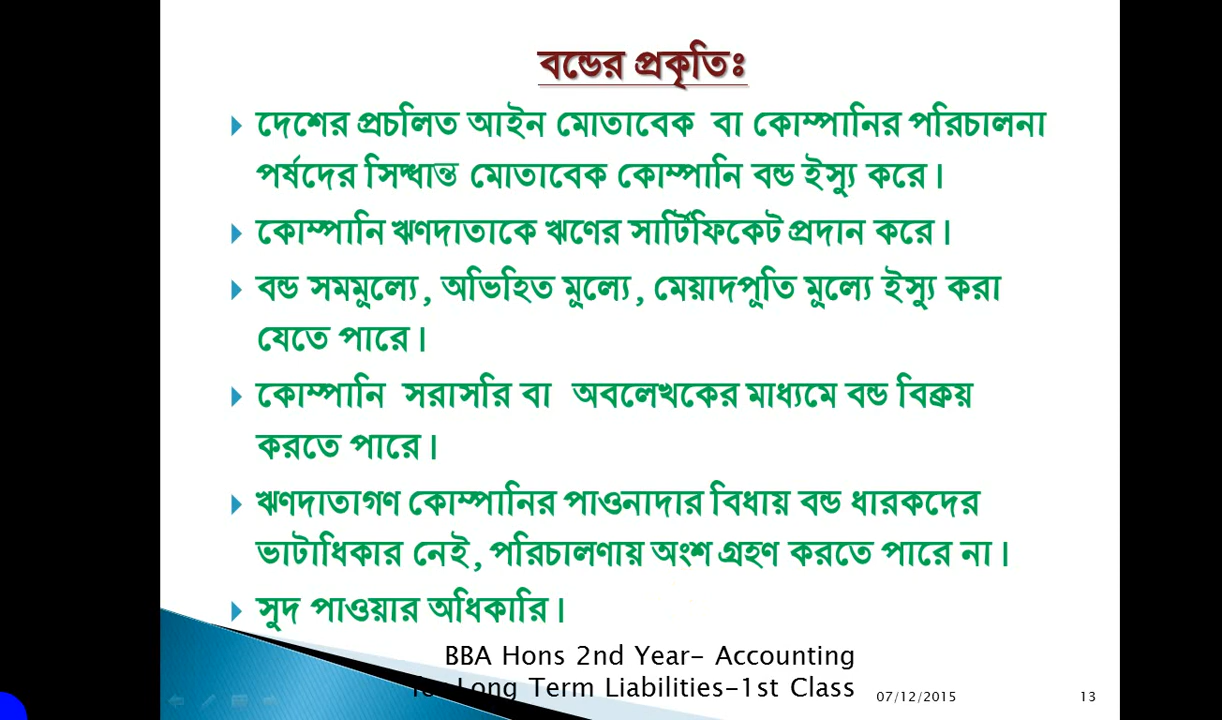 বন্ডের প্রকৃতিঃ
দেশের প্রচলিত আইন মোতাবেক বা কোম্পানির পরিচালনা
পর্ষদের সিদ্ধান্ত মোতাবেক কোম্পানি বন্ড ইস্যু করে।
কোম্পানি ঋণদাতাকে ঋণের সার্টিফিকেট প্রদান করে।
বন্ড সমমূল্যে, অভিহিত মূল্যে, মেয়াদপূতি মূল্যে ইস্যু করা
যেতে পারে।
কোম্পানি সরাসরি বা অবলেখকের মাধ্যমে বন্ড বিক্রয়
করতে পারে।
ঋণদাতাগণ কোম্পানির পাওনাদার বিধায় বন্ড ধারকদের
ভাটাধিকার নেই, পরিচালণায় অংশ গ্রহণ করতে পারে না।
সুদ পাওয়ার অধিকারি।
BBA Hons 2nd Year- Accounting
for Long Term Liabilities-1st Class
07/12/2015
13